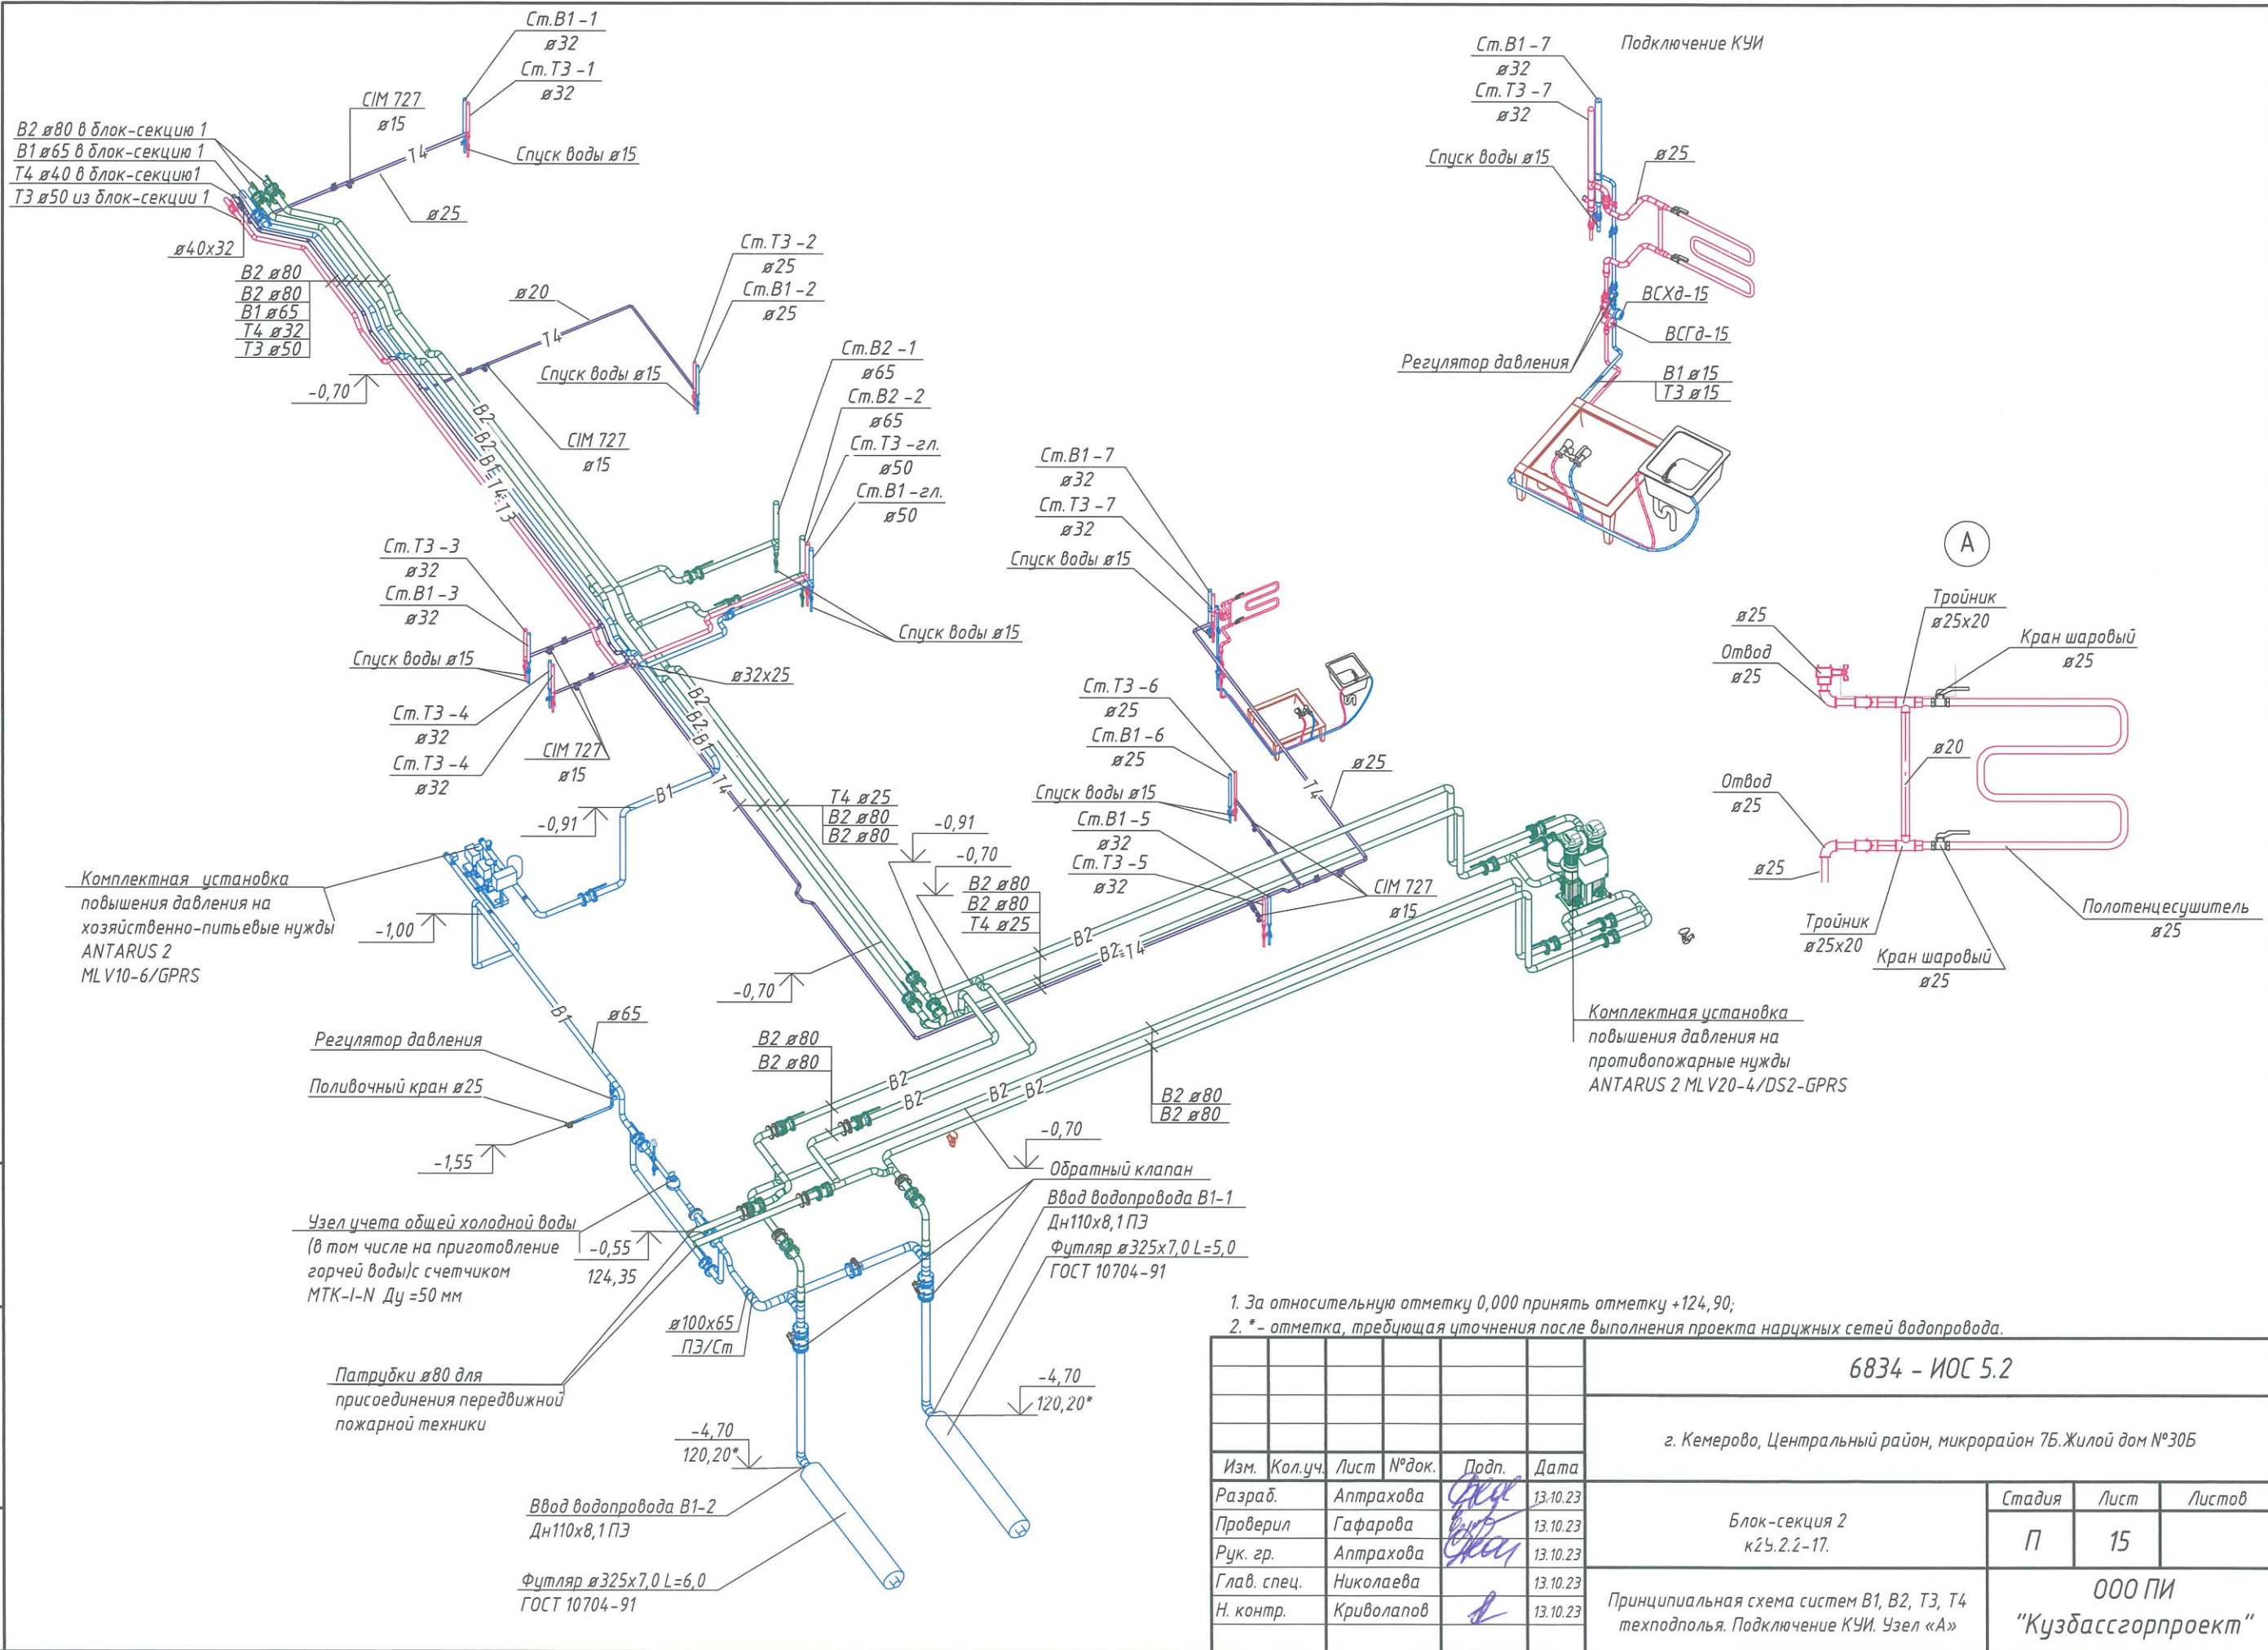 Ст.В1-1
ø32
Ст.Т3-1
ø32
CIM 727
ø15
В2 ø80 в блок-секцию 1
В1 ø65 в блок-секцию 1
Т4 ø40 в блок-секцию1
Т3 ø50 из блок-секции 1
Т4
Спуск воды ø15
ø25
ø40х32
В2 ø80
В2 ø80
В1 ø65
Т4 ø32
Т3 ø50
-0,70
ø20
Т4
Ст.Т3-2
ø25
Ст.В1-2
ø25
Спуск воды ø15
CIM 727
ø15
Ст.В2-1
ø65
Ст.В2-2
ø65
Ст.Т3-гл.
ø50
Ст.В1-гл.
ø50
В2
В2
В1
Т4
Т3
Спуск воды ø15
Ст.Т3-3
ø32
Ст.В1-3
ø32
Спуск воды ø15
Ст.Т3-4
ø32
Ст.Т3-4
ø32
CIM 727
ø15
ø32х25
В2
В2
В1
Т4
В1
-0,91
Т4 ø25
В2 ø80
В2 ø80
-0,91
-0,70
В2 ø80
В2 ø80
Т4 ø25
-0,70
Подключение КУИ
Ст.В1-7
ø32
Ст.Т3-7
ø32
Спуск воды ø15
ø25
ВСХд-15
ВСГд-15
Регулятор давления
В1 ø15
Т3 ø15
Ст.В1-7
ø32
Ст.Т3-7
ø32
Спуск воды ø15
Ст.Т3-6
ø25
Ст.В1-6
ø25
Спуск воды ø15
Ст.В1-5
ø32
Ст.Т3-5
ø32
Т4
ø25
CIM 727
ø15
В2
В2
Т4
А
ø25
Отвод
ø25
Тройник
ø25х20
Кран шаровый
ø25
ø20
Отвод
ø25
ø25
Тройник
ø25х20
Кран шаровый
ø25
Полотенцесушитель
ø25
Комплектная установка
повышения давления на
хозяйственно-питьевые нужды
ANTARUS 2
MLV10-6/GPRS
-1,00
В1
ø65
Регулятор давления
Поливочный кран ø25
-1,55
Узел учета общей холодной воды
(в том числе на приготовление
горчей воды)с счетчиком
МТК-I-N Ду =50 мм
-0,55
124,35
ø100х65
ПЭ/Ст
Патрубки ø80 для
присоединения передвижной
пожарной техники
В2 ø80
В2 ø80
В2
В2
В2
В2
В2 ø80
В2 ø80
-0,70
Обратный клапан
Ввод водопровода В1-1
Дн110х8,1 ПЭ
Футляр ø325х7,0 L=5,0
ГОСТ 10704-91
-4,70
120,20*
-4,70
120,20*
Ввод водопровода В1-2
Дн110х8,1 ПЭ
Футляр ø325х7,0 L=6,0
ГОСТ 10704-91
Комплектная установка
повышения давления на
противопожарные нужды
ANTARUS 2 MLV20-4/DS2-GPRS
1. За относительную отметку 0,000 принять отметку +124,90;
2. *- отметка, требующая уточнения после выполнения проекта наружных сетей водопровода.
6834 - ИОС 5.2
г. Кемерово, Центральный район, микрорайон 7Б.Жилой дом №30Б
Изм. Кол.уч. Лист №док. Подп. Дата
Разраб. Аптрахова 13.10.23
Проверил Гафарова 13.10.23
Рук. гр. Аптрахова 13.10.23
Глав. спец. Николаева 13.10.23
Н. контр. Криволапов 13.10.23
Блок-секция 2
Стадия Лист Листов
П 15
Принципиальная схема систем В1, В2, Т3, Т4
техподполья. Подключение КУИ. Узел «А»
ООО ПИ
"Кузбассгорпроект"